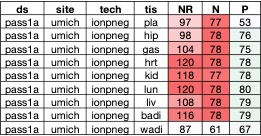 ds site tech tis NR N P
pass1a umich ionpneg pla 97 77 53
pass1a umich ionpneg hip 98 78 76
pass1a umich ionpneg gas 104 78 75
pass1a umich ionpneg hrt 120 78 78
pass1a umich ionpneg kid 118 77 78
pass1a umich ionpneg lun 120 78 80
pass1a umich ionpneg liv 108 78 79
pass1a umich ionpneg badi 116 78 79
pass1a umich ionpneg wadi 87 61 67